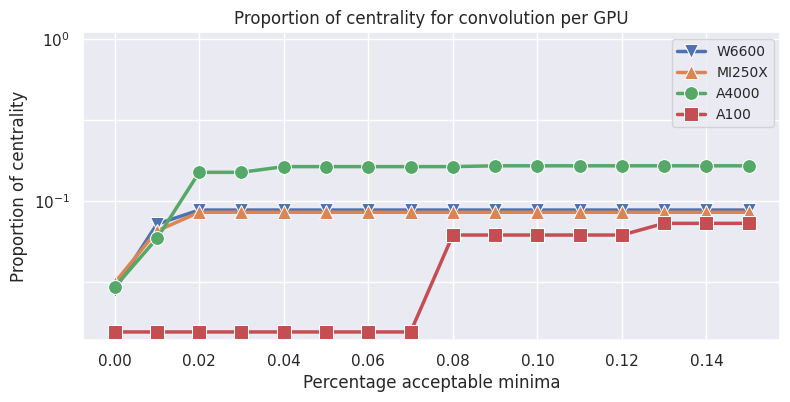 Proportion of centrality for convolution per GPU
W6600
MI250X
A4000
A100
Proportion of centrality
10⁰
10⁻¹
0.00 0.02 0.04 0.06 0.08 0.10 0.12 0.14
Percentage acceptable minima